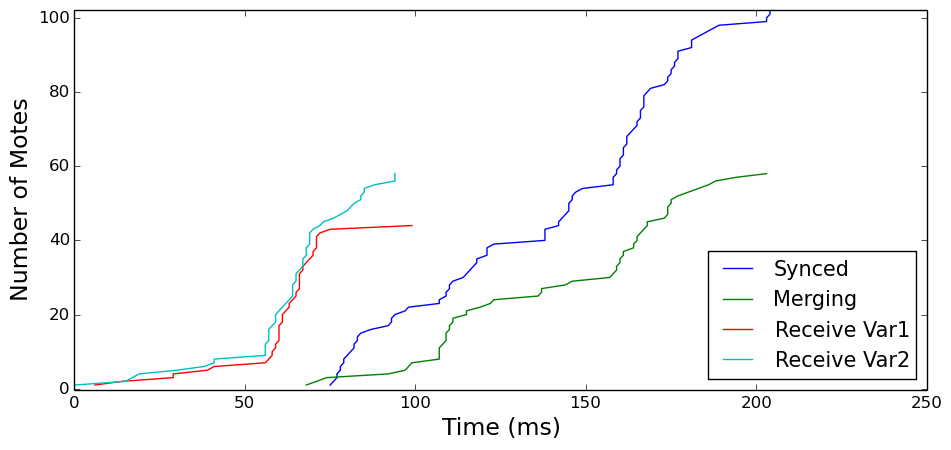 Number of Motes
100
80
60
40
20
0
0 50 100 150 200 250
Time (ms)
Synced
Merging
Receive Var1
Receive Var2